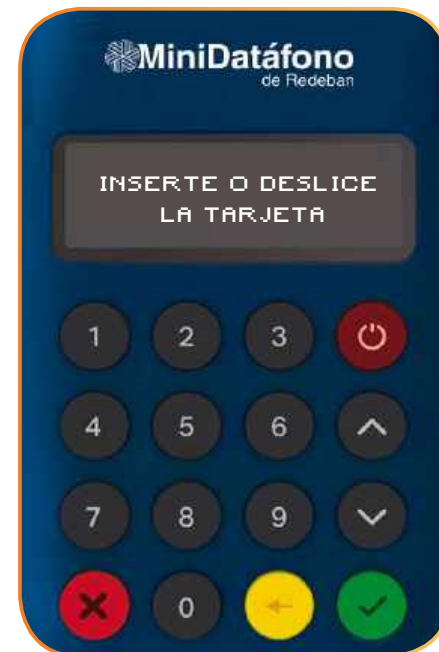 MiniDatáfono
de Redeban
INSERTE O DESLICE
LA TARJETA
1 2 3
4 5 6
7 8 9
0